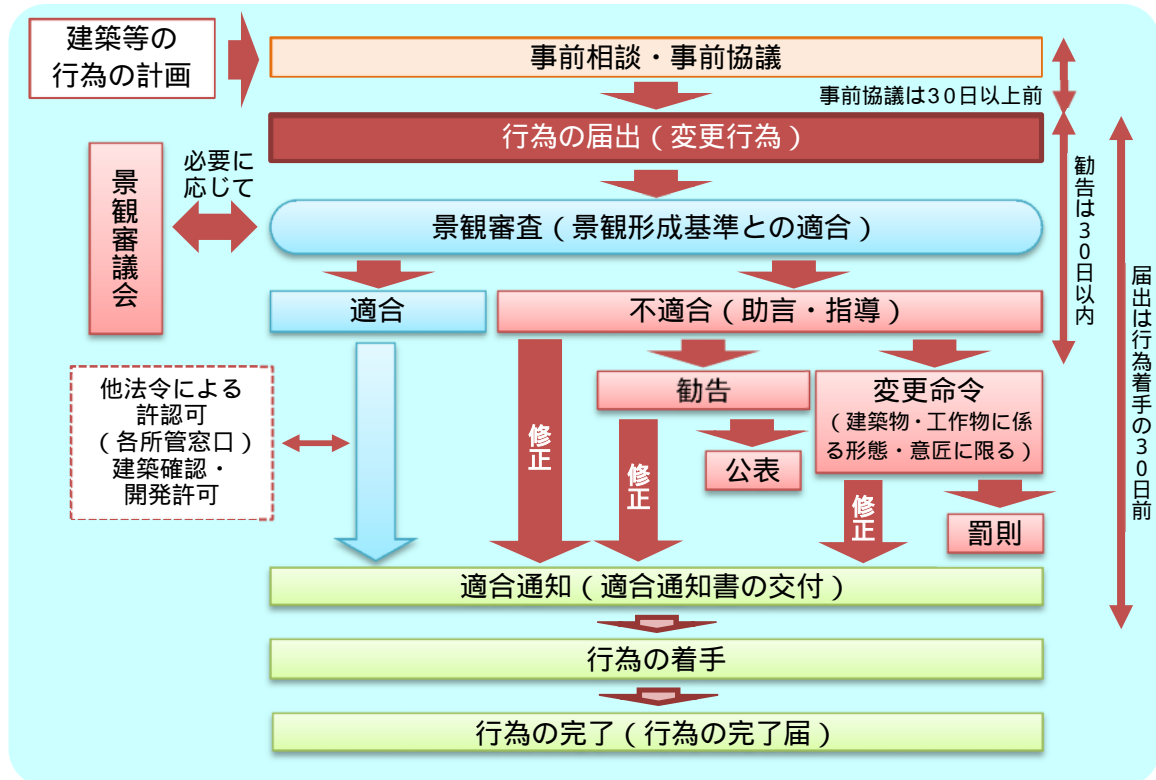 建築等の
行為の計画
事前相談・事前協議
事前協議は30日以上前
行為の届出(変更行為)
景観審議会
必要に
応じて
景観審査(景観形成基準との適合)
勧告は30日以内
届出は行為着手の30日前
適合
不適合(助言・指導)
他法令による
許認可
(各所管窓口)
建築確認・
開発許可
修正
勧告
修正
公表
変更命令
(建築物・工作物に係
る形態・意匠に限る)
修正
罰則
適合通知(適合通知書の交付)
行為の着手
行為の完了(行為の完了届)